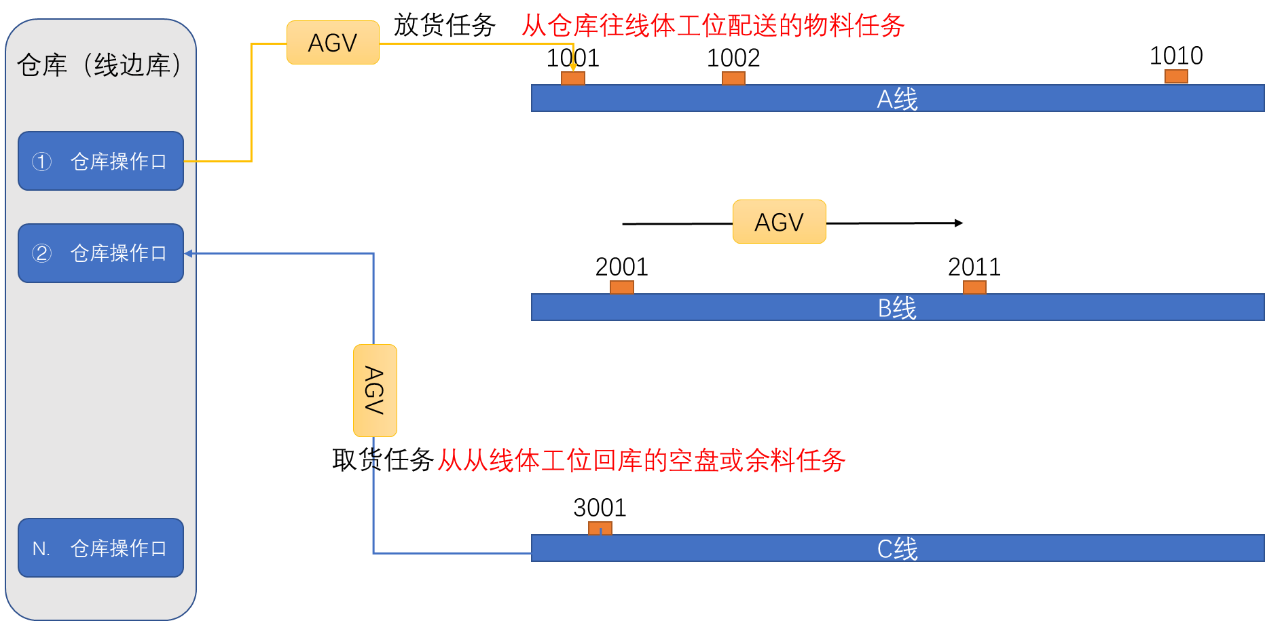 放货任务 从仓库往线体工位配送的物料任务
AGV
仓库（线边库）
1001
1002
1010
A线
① 仓库操作口
② 仓库操作口
AGV
2001
2011
B线
AGV
取货任务从从线体工位回库的空盘或余料任务
3001
N. 仓库操作口
C线